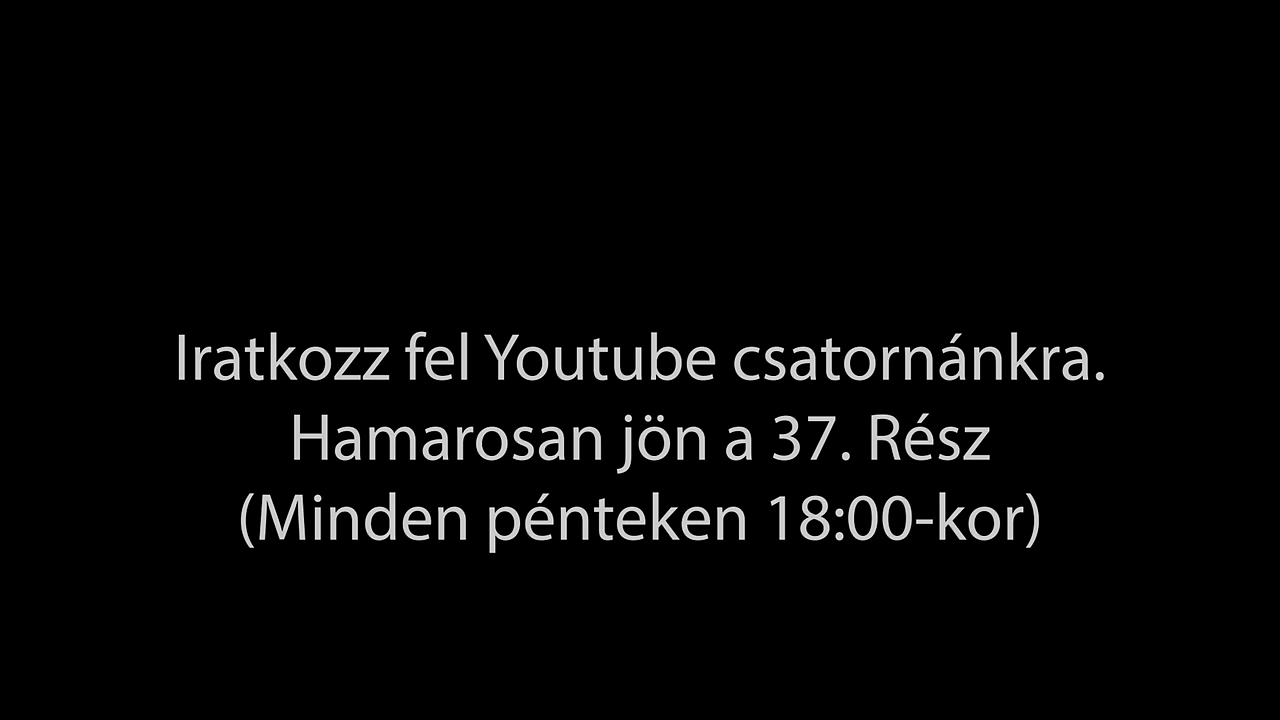 Iratkozz fel Youtube csatornánkra.
Hamarosan jön a 37. Rész
(Minden pénteken 18:00-kor)